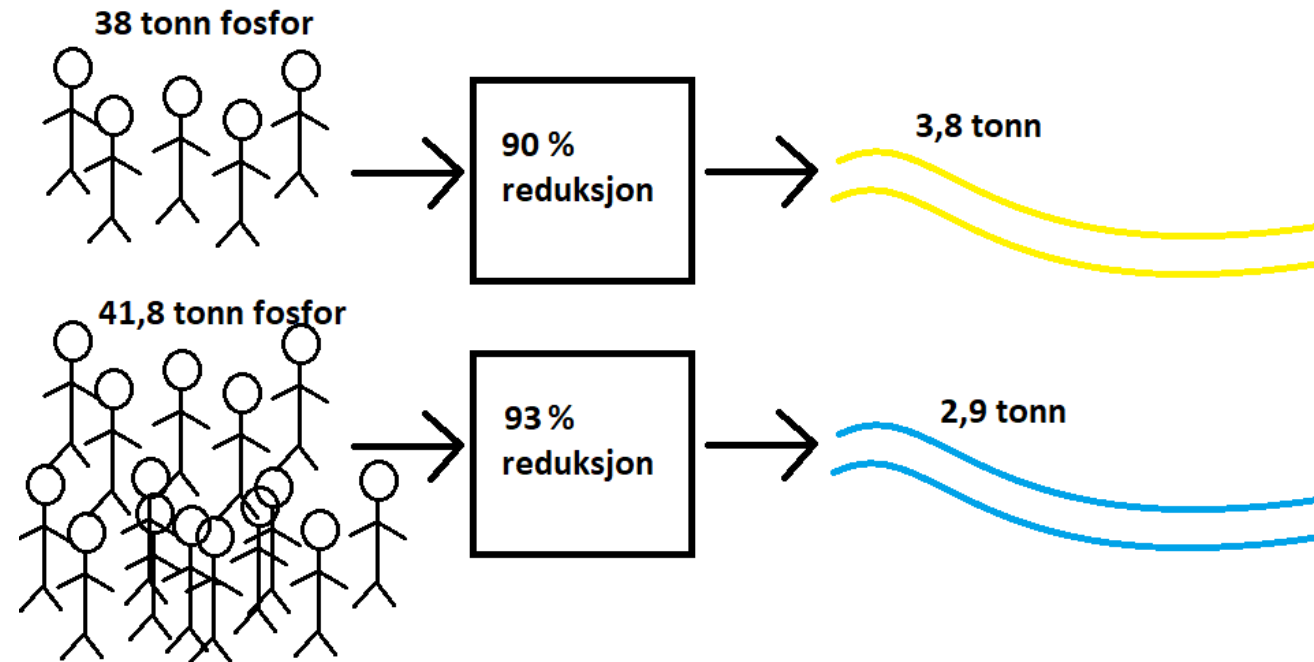 38 tonn fosfor
90 %
reduksjon
3,8 tonn
41,8 tonn fosfor
93 %
reduksjon
2,9 tonn